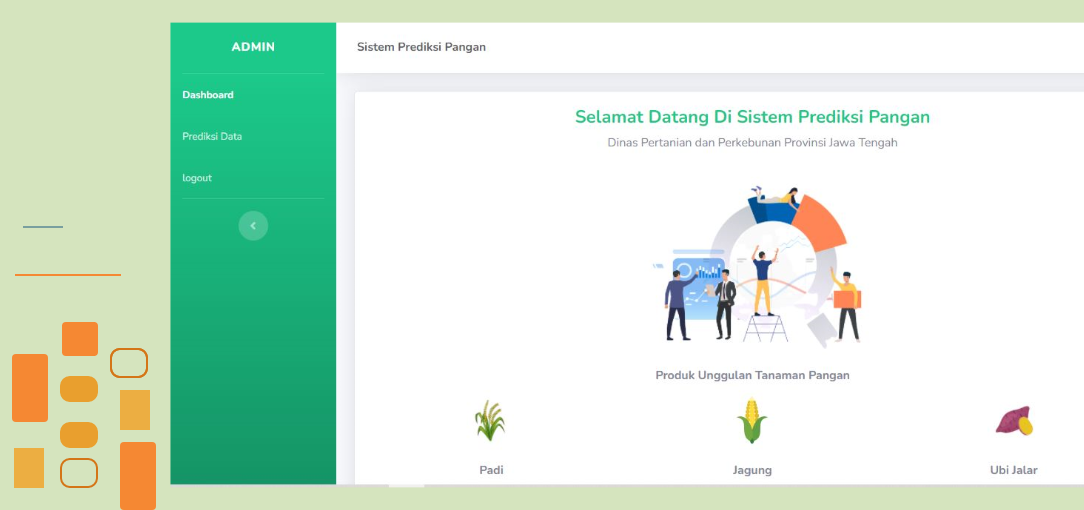 ADMIN
Sistem Prediksi Pangan
Dashboard
Prediksi Data
logout
Selamat Datang Di Sistem Prediksi Pangan
Dinas Pertanian dan Perkebunan Provinsi Jawa Tengah
Produk Unggulan Tanaman Pangan
Padi
Jagung
Ubi Jalar